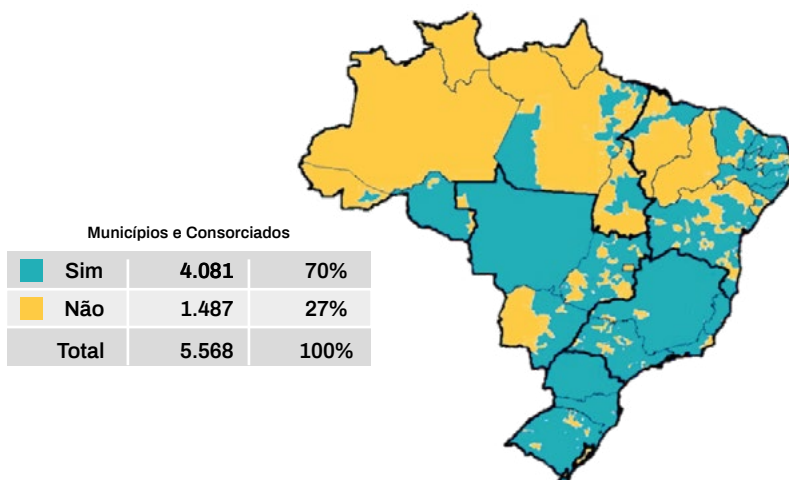 Municípios e Consorciados
Sim 4.081 70%
Não 1.487 27%
Total 5.568 100%